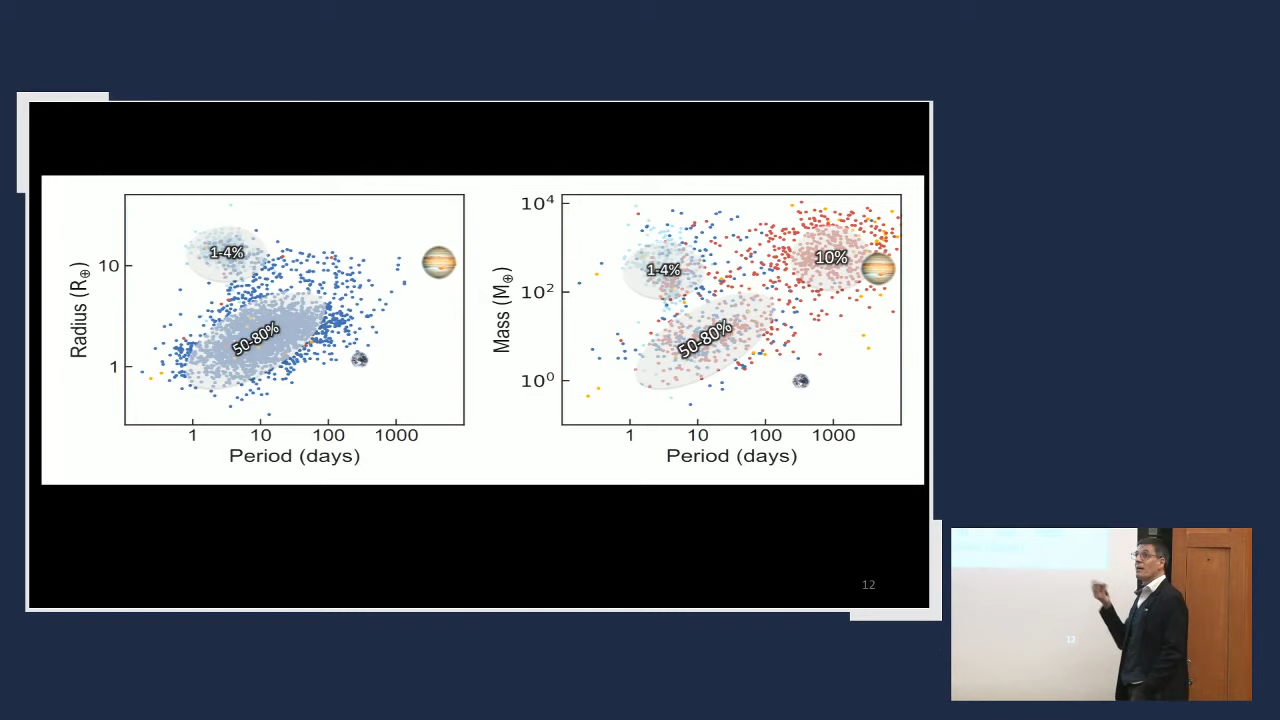 1-4%
10
50-80%
1
Radius (R⊕)
1 10 100 1000
Period (days)
10⁴
10%
1-4%
10²
50-80%
10⁰
Mass (M⊕)
1 10 100 1000
Period (days)
12
12